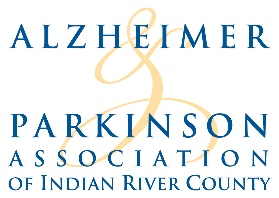 ALZHEIMER
&
PARKINSON
ASSOCIATION
OF INDIAN RIVER COUNTY